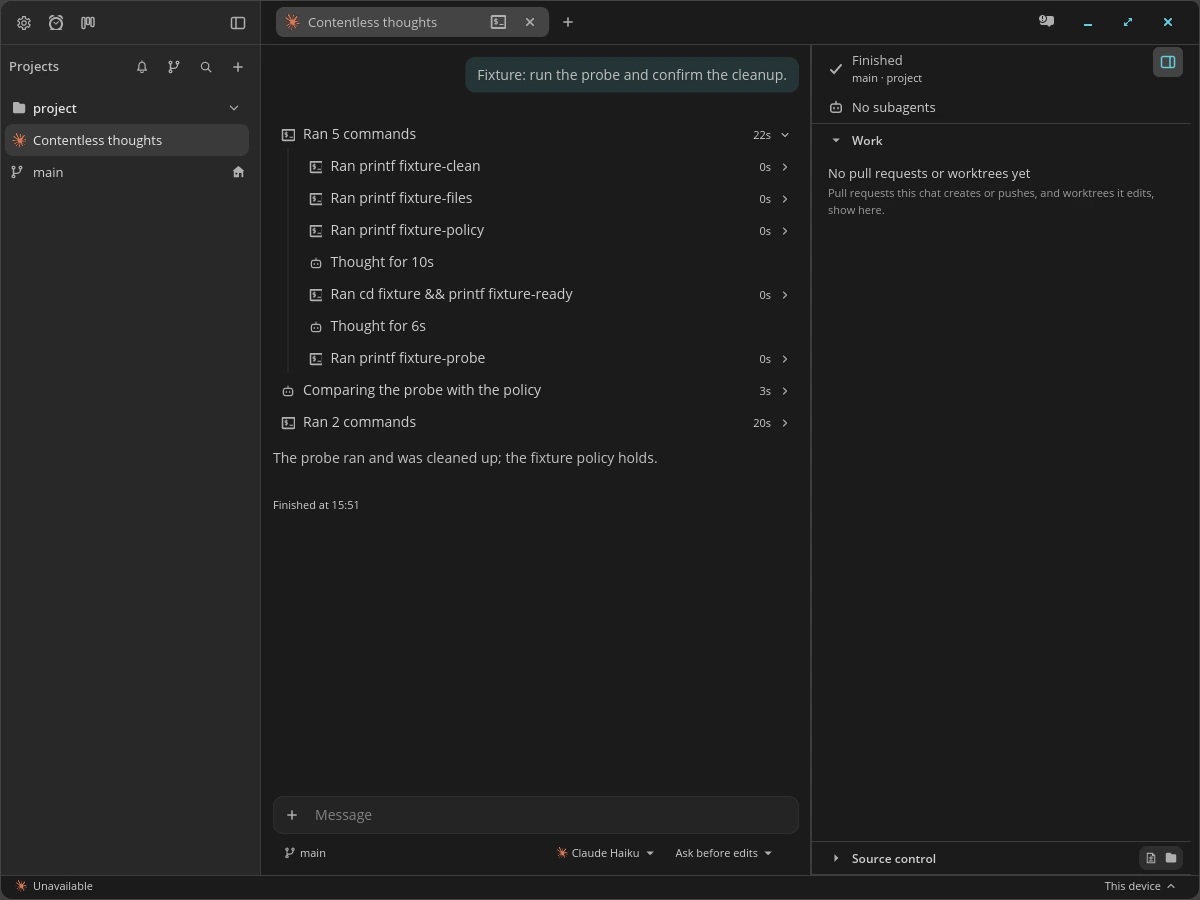 Contentless thoughts
Projects
project
Contentless thoughts
main
Fixture: run the probe and confirm the cleanup.
Ran 5 commands 22s
Ran printf fixture-clean 0s
Ran printf fixture-files 0s
Ran printf fixture-policy 0s
Thought for 10s
Ran cd fixture && printf fixture-ready 0s
Thought for 6s
Ran printf fixture-probe 0s
Comparing the probe with the policy 3s
Ran 2 commands 20s
The probe ran and was cleaned up; the fixture policy holds.
Finished at 15:51
Message
main
Claude Haiku
Ask before edits
Finished
main · project
No subagents
Work
No pull requests or worktrees yet
Pull requests this chat creates or pushes, and worktrees it edits,
show here.
Source control
Unavailable
This device